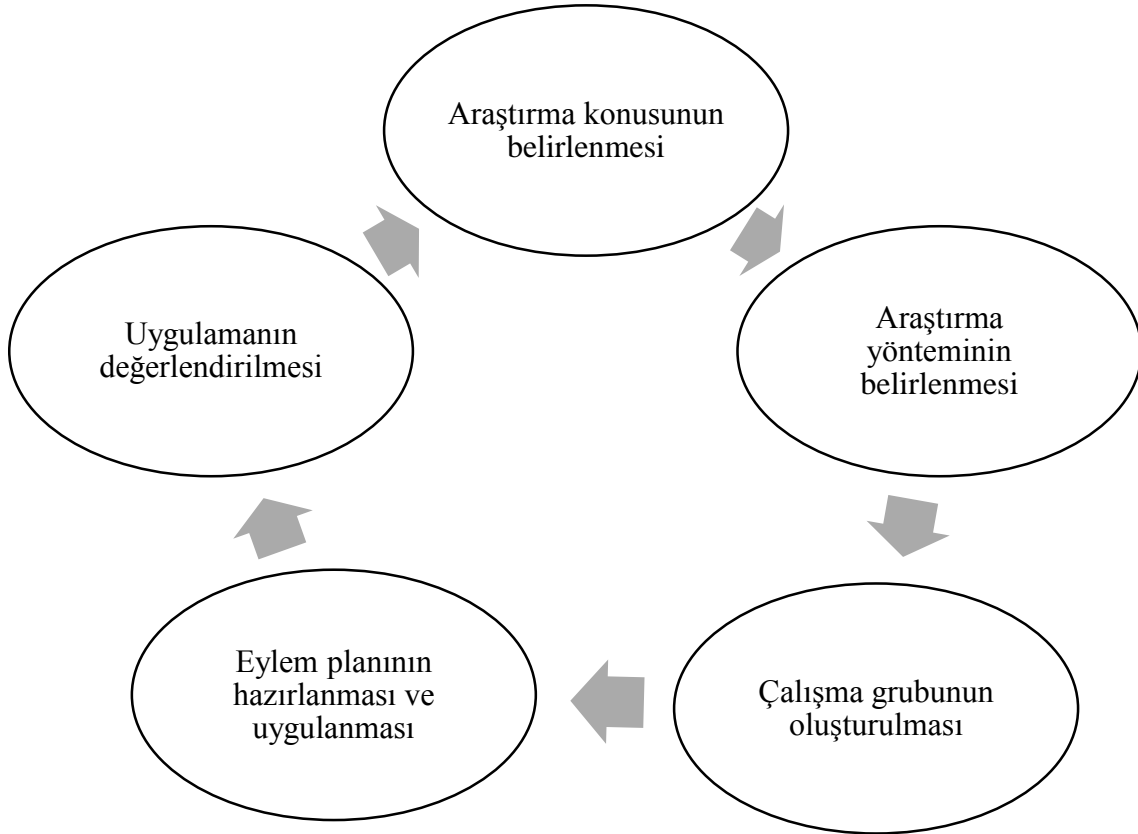 Araştırma konusunun
belirlenmesi
Araştırma
yönteminin
belirlenmesi
Çalışma grubunun
oluşturulması
Eylem planının
hazırlanması ve
uygulanması
Uygulamanın
değerlendirilmesi